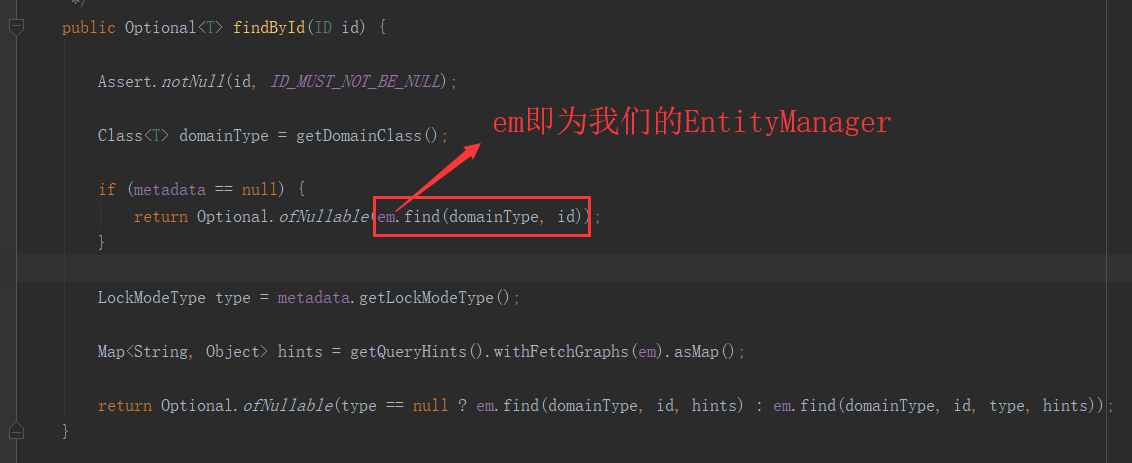 */
public Optional<T> findById(ID id) {
Assert.notNull(id, ID_MUST_NOT_BE_NULL);
Class<T> domainType = getDomainClass();
em即为我们的EntityManager
if (metadata == null) {
return Optional.ofNullable(em.find(domainType, id));
}
LockModeType type = metadata.getLockModeType();
Map<String, Object> hints = getQueryHints().withFetchGraphs(em).asMap();
return Optional.ofNullable(type == null ? em.find(domainType, id, hints) : em.find(domainType, id, type, hints));
}